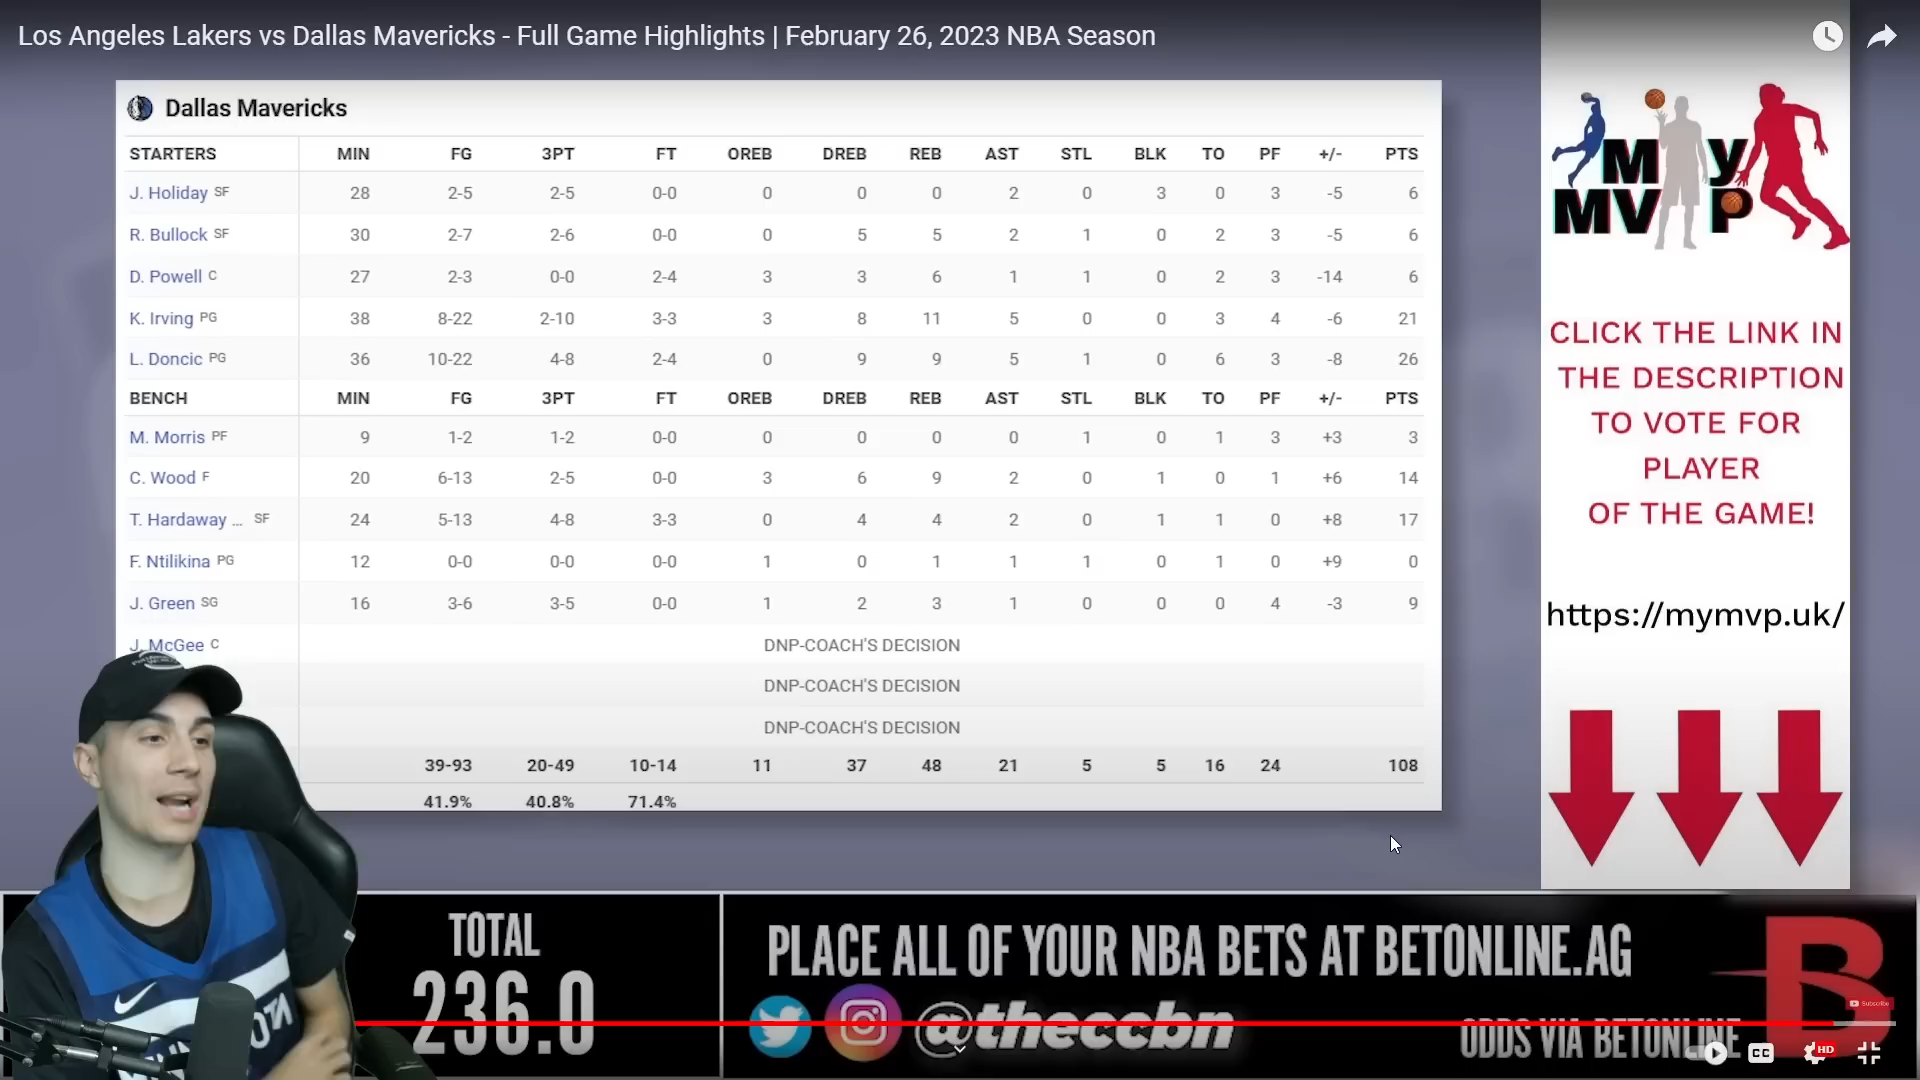 Los Angeles Lakers vs Dallas Mavericks - Full Game Highlights | February 26, 2023 NBA Season
Dallas Mavericks
STARTERS MIN FG 3PT FT OREB DREB REB AST STL BLK TO PF +/- PTS
J. Holiday SF 28 2-5 2-5 0-0 0 0 0 2 0 3 0 3 -5 6
R. Bullock SF 30 2-7 2-6 0-0 0 5 5 2 1 0 2 3 -5 6
D. Powell C 27 2-3 0-0 2-4 3 3 6 1 1 0 2 3 -14 6
K. Irving PG 38 8-22 2-10 3-3 3 8 11 5 0 0 3 4 -6 21
L. Doncic PG 36 10-22 4-8 2-4 0 9 9 5 1 0 6 3 -8 26
BENCH MIN FG 3PT FT OREB DREB REB AST STL BLK TO PF +/- PTS
M. Morris PF 9 1-2 1-2 0-0 0 0 0 0 1 0 1 3 +3 3
C. Wood F 20 6-13 2-5 0-0 3 6 9 2 0 1 0 1 +6 14
T. Hardaway ... SF 24 5-13 4-8 3-3 0 4 4 2 0 1 1 0 +8 17
F. Ntilikina PG 12 0-0 0-0 0-0 1 0 1 1 1 0 1 0 +9 0
J. Green SG 16 3-6 3-5 0-0 1 2 3 1 0 0 0 4 -3 9
J. McGee C DNP-COACH'S DECISION
DNP-COACH'S DECISION
DNP-COACH'S DECISION
39-93 20-49 10-14 11 37 48 21 5 5 16 24 108
41.9% 40.8% 71.4%
My
MVP
CLICK THE LINK IN
THE DESCRIPTION
TO VOTE FOR
PLAYER
OF THE GAME!
https://mymvp.uk/
TOTAL
236.0
PLACE ALL OF YOUR NBA BETS AT BETONLINE.AG
@theccbn
ODDS VIA BETONLINE
B
Subscribe
CC
HD